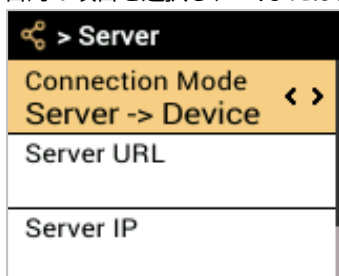 > Server
Connection Mode
Server -> Device
< >
Server URL
Server IP